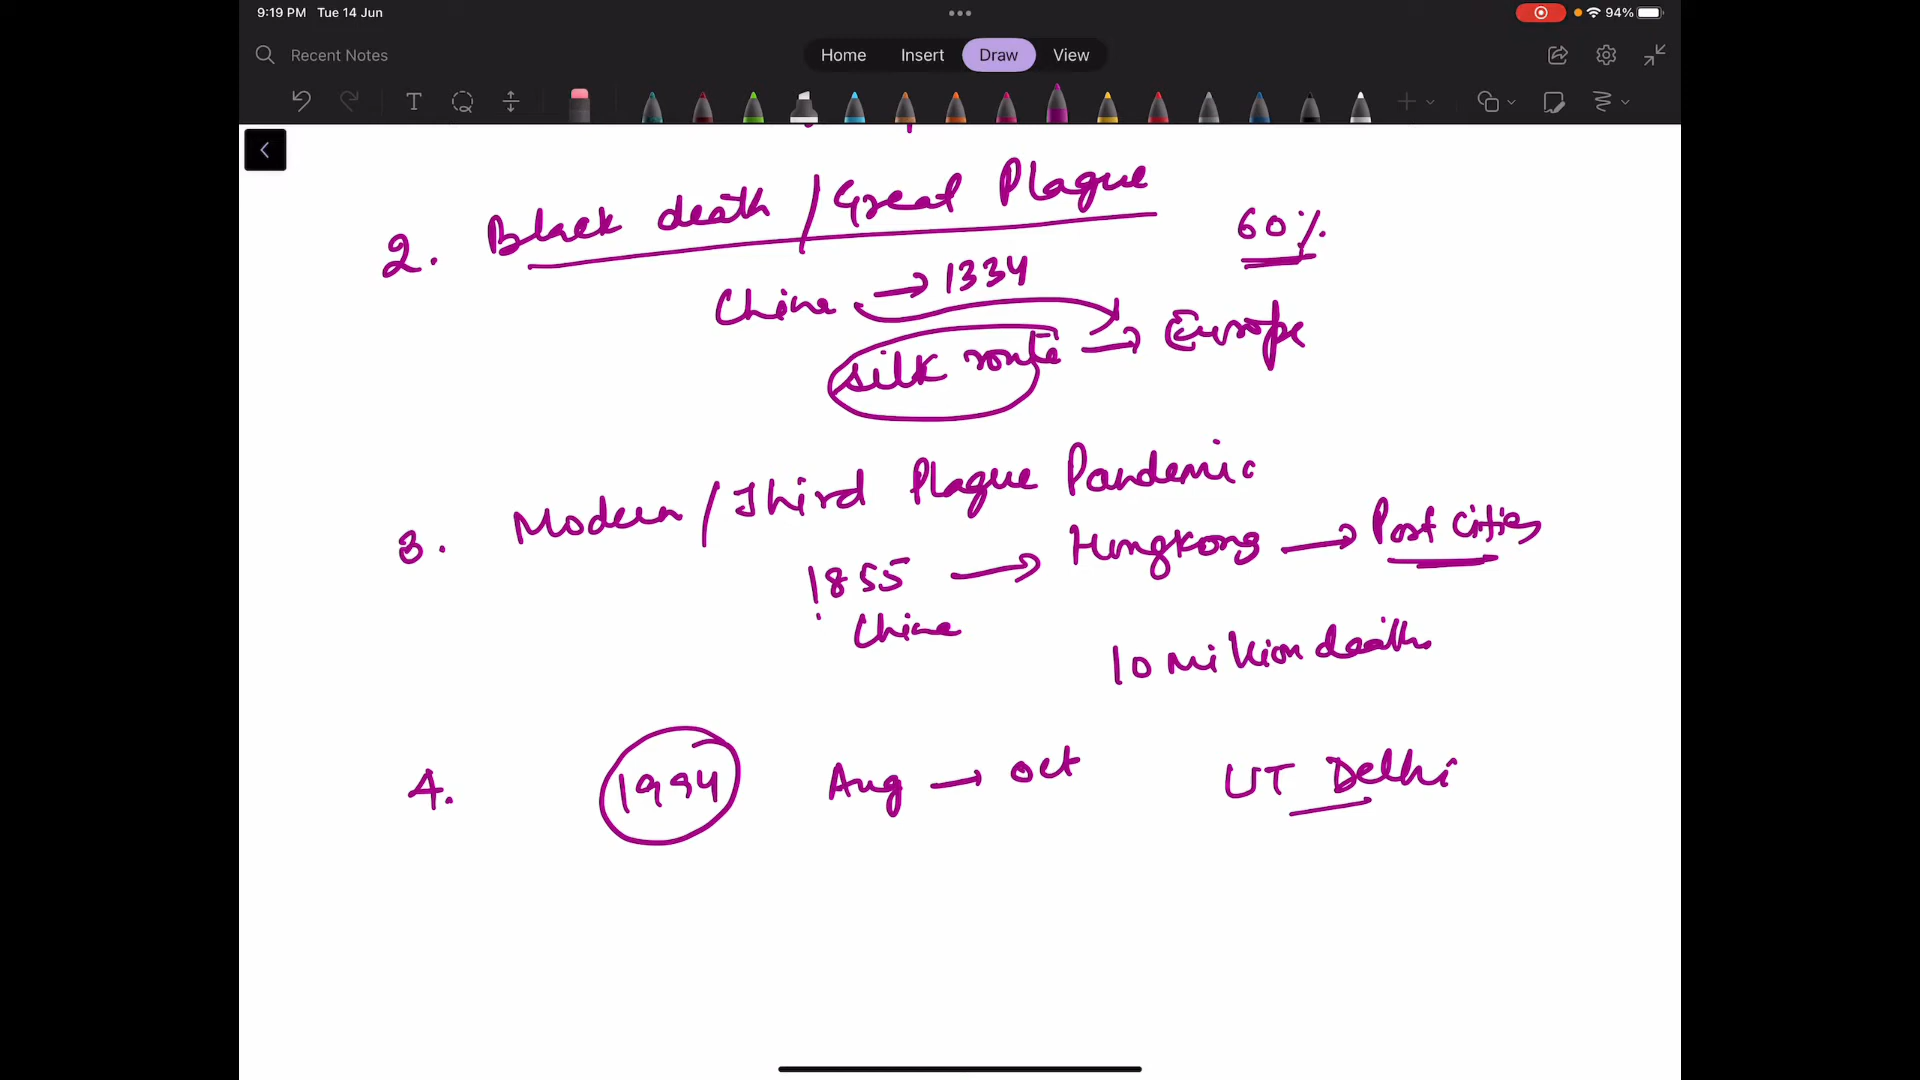 9:19 PM Tue 14 Jun
94%
Recent Notes
Home Insert Draw View
T
2. Black death / Great Plague
60%
China → 1334
silk route → Europe
3. Modern / Third Plague Pandemic
1855 → Hongkong → Port cities
China
10 million deaths
4. 1994 Aug → Oct UT Delhi